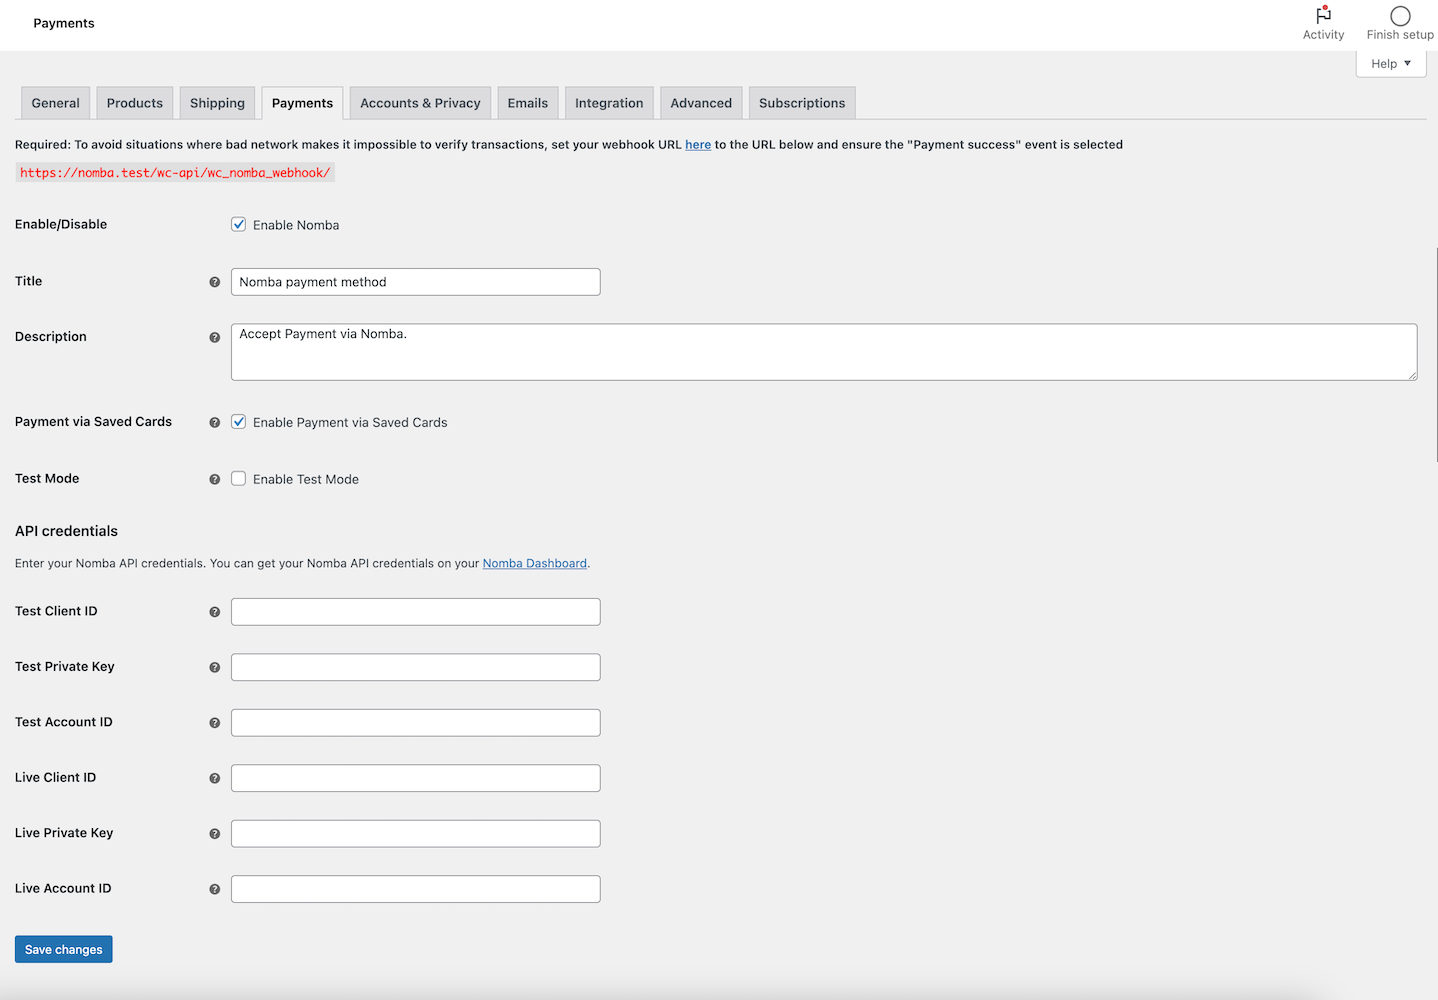 Payments
Activity
Finish setup
Help ▼
General Products Shipping Payments Accounts & Privacy Emails Integration Advanced Subscriptions
Required: To avoid situations where bad network makes it impossible to verify transactions, set your webhook URL here to the URL below and ensure the "Payment success" event is selected
https://nomba.test/wc-api/wc_nomba_webhook/
Enable/Disable Enable Nomba
Title ? Nomba payment method
Description ? Accept Payment via Nomba.
Payment via Saved Cards ? Enable Payment via Saved Cards
Test Mode ? Enable Test Mode
API credentials
Enter your Nomba API credentials. You can get your Nomba API credentials on your Nomba Dashboard.
Test Client ID ?
Test Private Key ?
Test Account ID ?
Live Client ID ?
Live Private Key ?
Live Account ID ?
Save changes